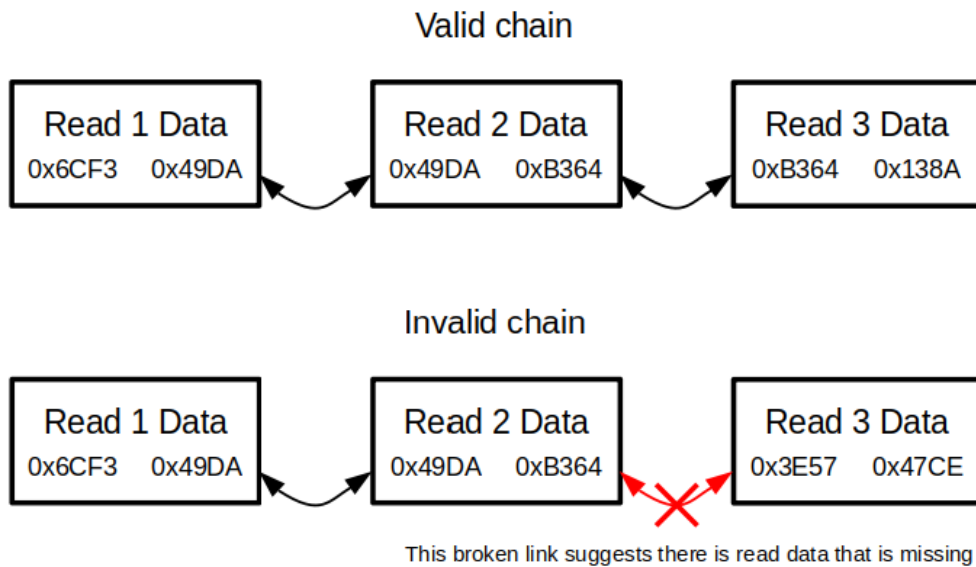 Valid chain
Read 1 Data
0x6CF3 0x49DA
Read 2 Data
0x49DA 0xB364
Read 3 Data
0xB364 0x138A
Invalid chain
Read 1 Data
0x6CF3 0x49DA
Read 2 Data
0x49DA 0xB364
Read 3 Data
0x3E57 0x47CE
This broken link suggests there is read data that is missing